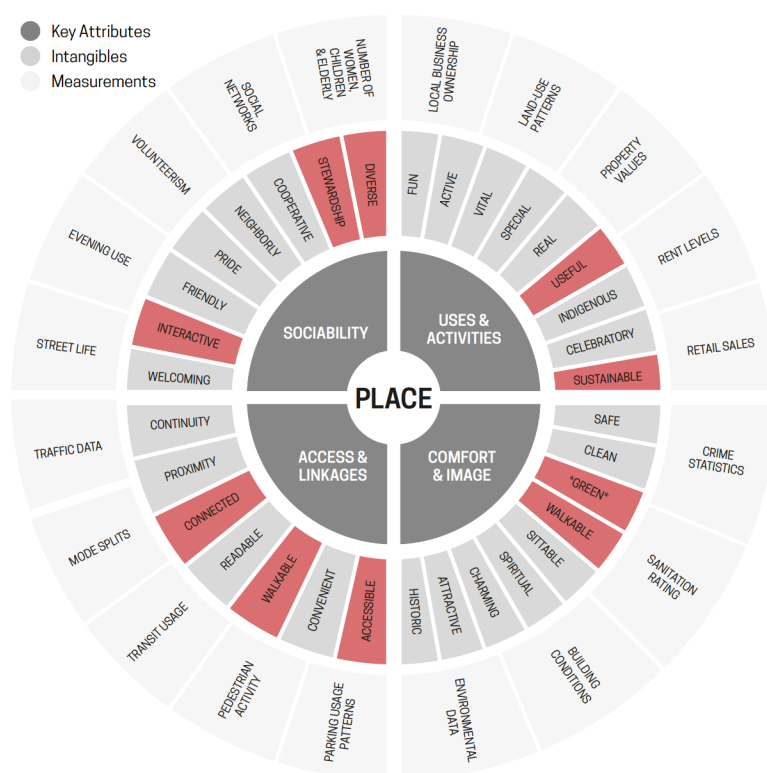 Key Attributes
Intangibles
Measurements
PLACE
SOCIABILITY
USES &
ACTIVITIES
ACCESS &
LINKAGES
COMFORT
& IMAGE
WELCOMING
INTERACTIVE
FRIENDLY
PRIDE
NEIGHBORLY
COOPERATIVE
STEWARDSHIP
DIVERSE
FUN
ACTIVE
VITAL
SPECIAL
REAL
USEFUL
INDIGENOUS
CELEBRATORY
SUSTAINABLE
SAFE
CLEAN
"GREEN"
WALKABLE
SITTABLE
SPIRITUAL
CHARMING
ATTRACTIVE
HISTORIC
ACCESSIBLE
CONVENIENT
WALKABLE
READABLE
CONNECTED
PROXIMITY
CONTINUITY
STREET LIFE
EVENING USE
VOLUNTEERISM
SOCIAL
NETWORKS
NUMBER OF
WOMEN,
CHILDREN
& ELDERLY
LOCAL BUSINESS
OWNERSHIP
LAND-USE
PATTERNS
PROPERTY
VALUES
RENT LEVELS
RETAIL SALES
CRIME
STATISTICS
SANITATION
RATING
BUILDING
CONDITIONS
ENVIRONMENTAL
DATA
PARKING USAGE
PATTERNS
PEDESTRIAN
ACTIVITY
TRANSIT USAGE
MODE SPLITS
TRAFFIC DATA